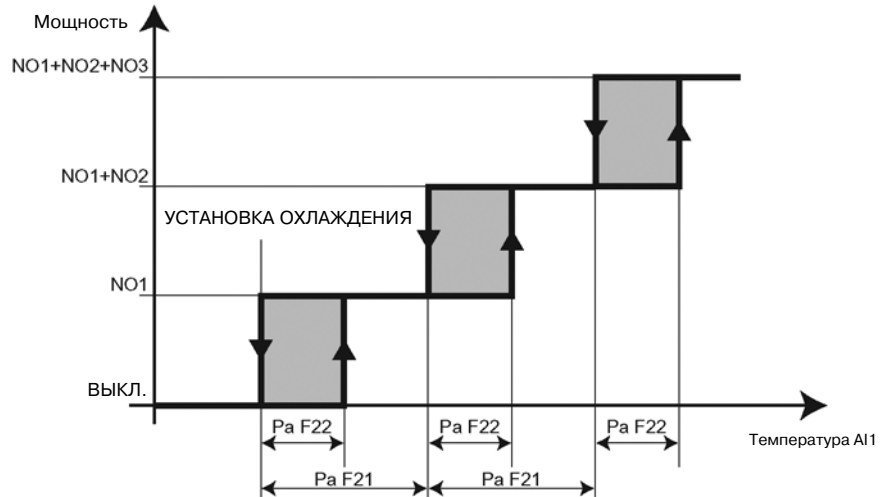 Мощность
NO1+NO2+NO3
NO1+NO2
УСТАНОВКА ОХЛАЖДЕНИЯ
NO1
ВЫКЛ.
Pa F22
Pa F22
Pa F22
Температура AI1
Pa F21
Pa F21